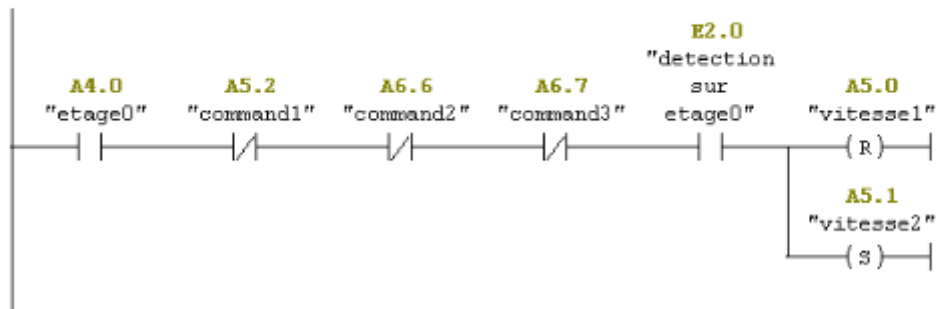 A4.0
"etage0"
A5.2
"command1"
A6.6
"command2"
A6.7
"command3"
E2.0
"detection
sur
etage0"
A5.0
"vitesse1"
R
A5.1
"vitesse2"
S